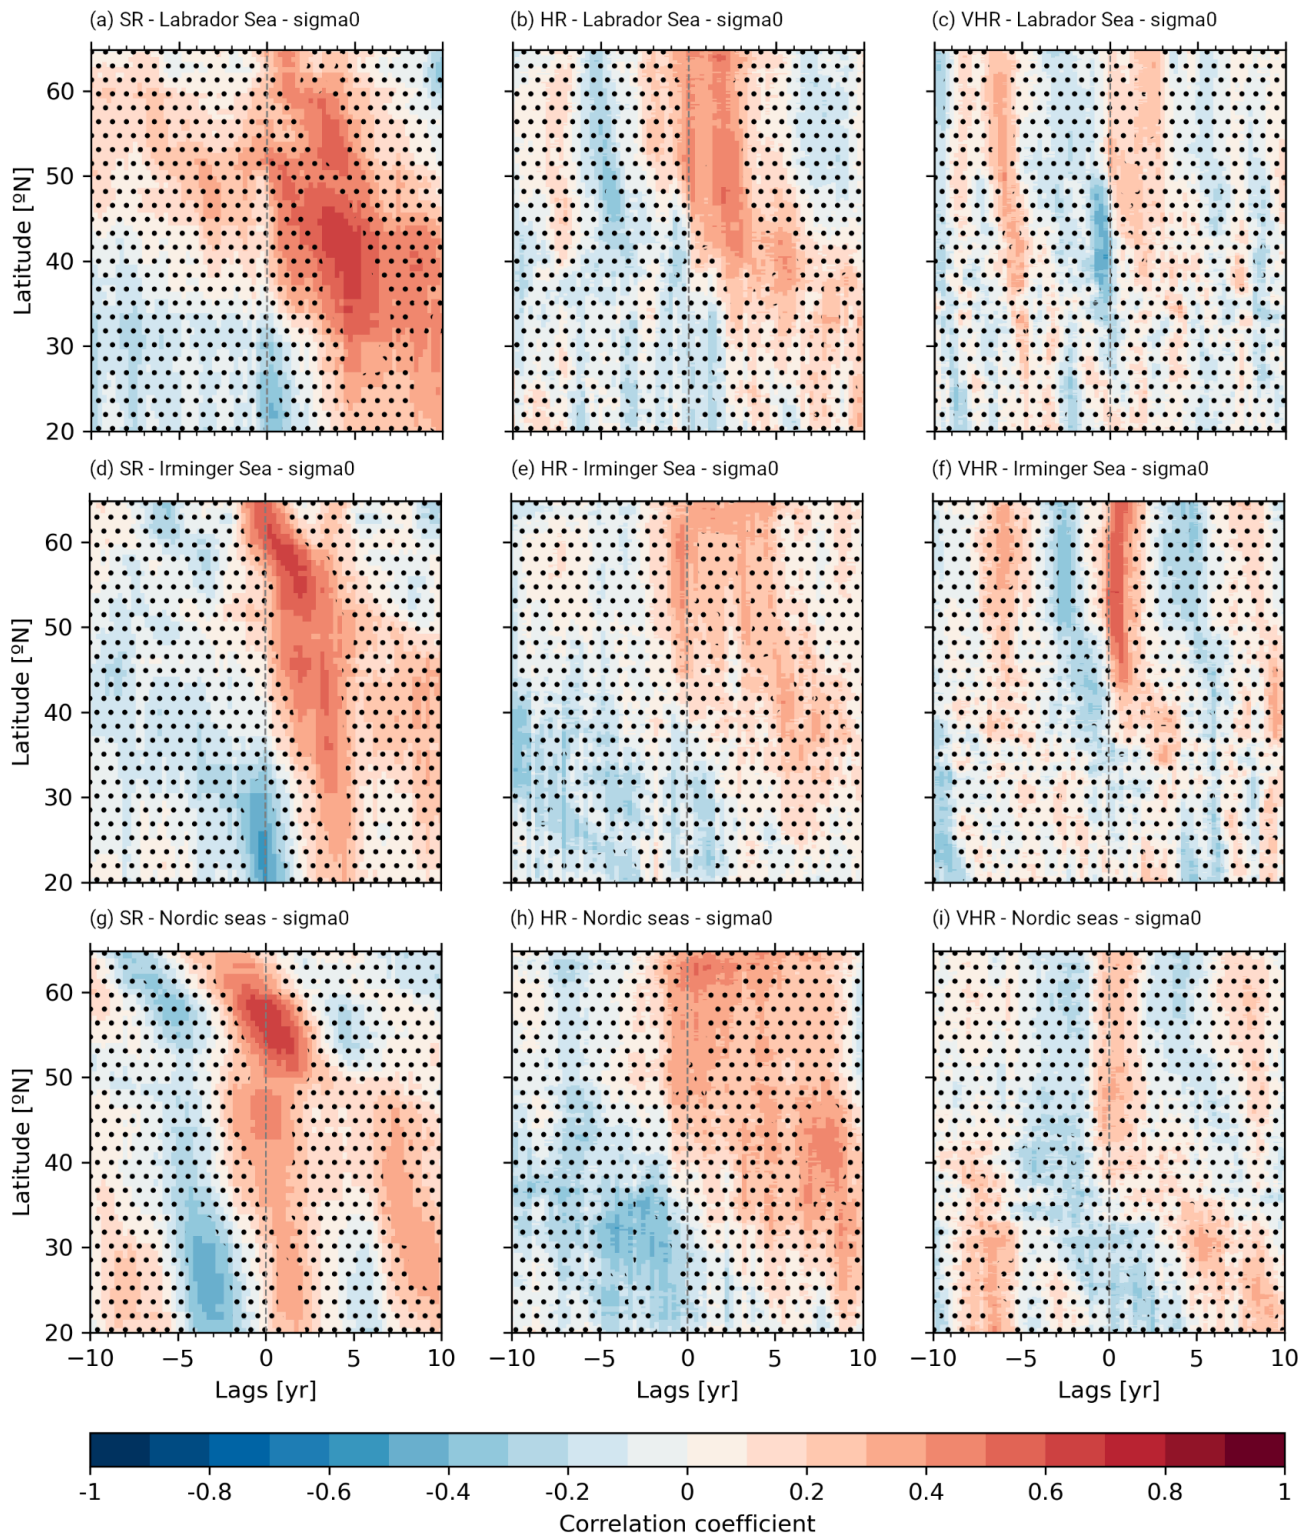 (a) SR - Labrador Sea - sigma0
(b) HR - Labrador Sea - sigma0
(c) VHR - Labrador Sea - sigma0
60
50
40
30
20
Latitude [ºN]
(d) SR - Irminger Sea - sigma0
(e) HR - Irminger Sea - sigma0
(f) VHR - Irminger Sea - sigma0
60
50
40
30
20
Latitude [ºN]
(g) SR - Nordic seas - sigma0
(h) HR - Nordic seas - sigma0
(i) VHR - Nordic seas - sigma0
60
50
40
30
20
Latitude [ºN]
−10 −5 0 5 10
−10 −5 0 5 10
−10 −5 0 5 10
Lags [yr]
Lags [yr]
Lags [yr]
-1 -0.8 -0.6 -0.4 -0.2 0 0.2 0.4 0.6 0.8 1
Correlation coefficient